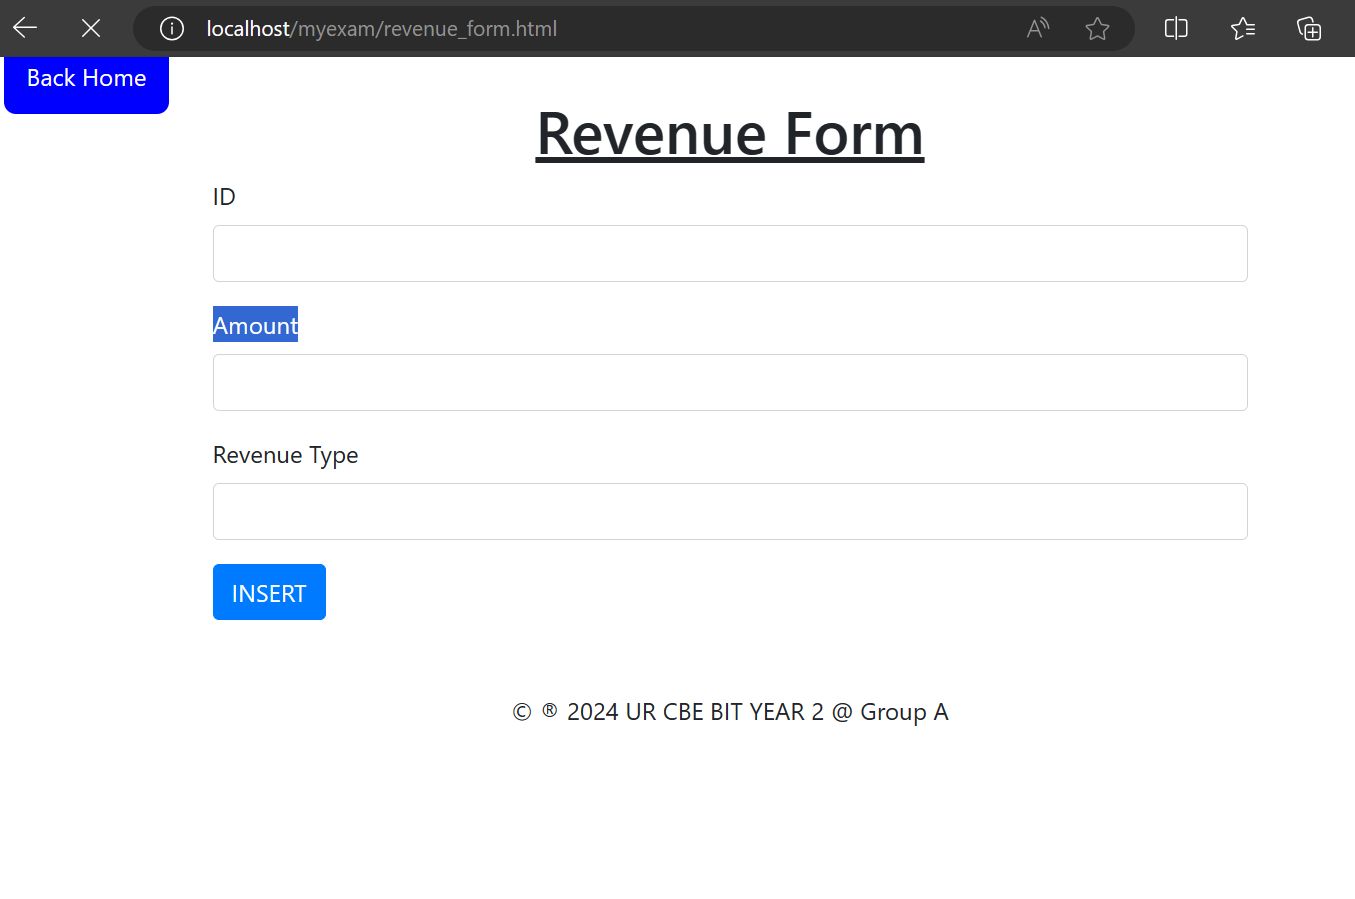 localhost/myexam/revenue_form.html
Back Home
Revenue Form
ID
Amount
Revenue Type
INSERT
© ® 2024 UR CBE BIT YEAR 2 @ Group A